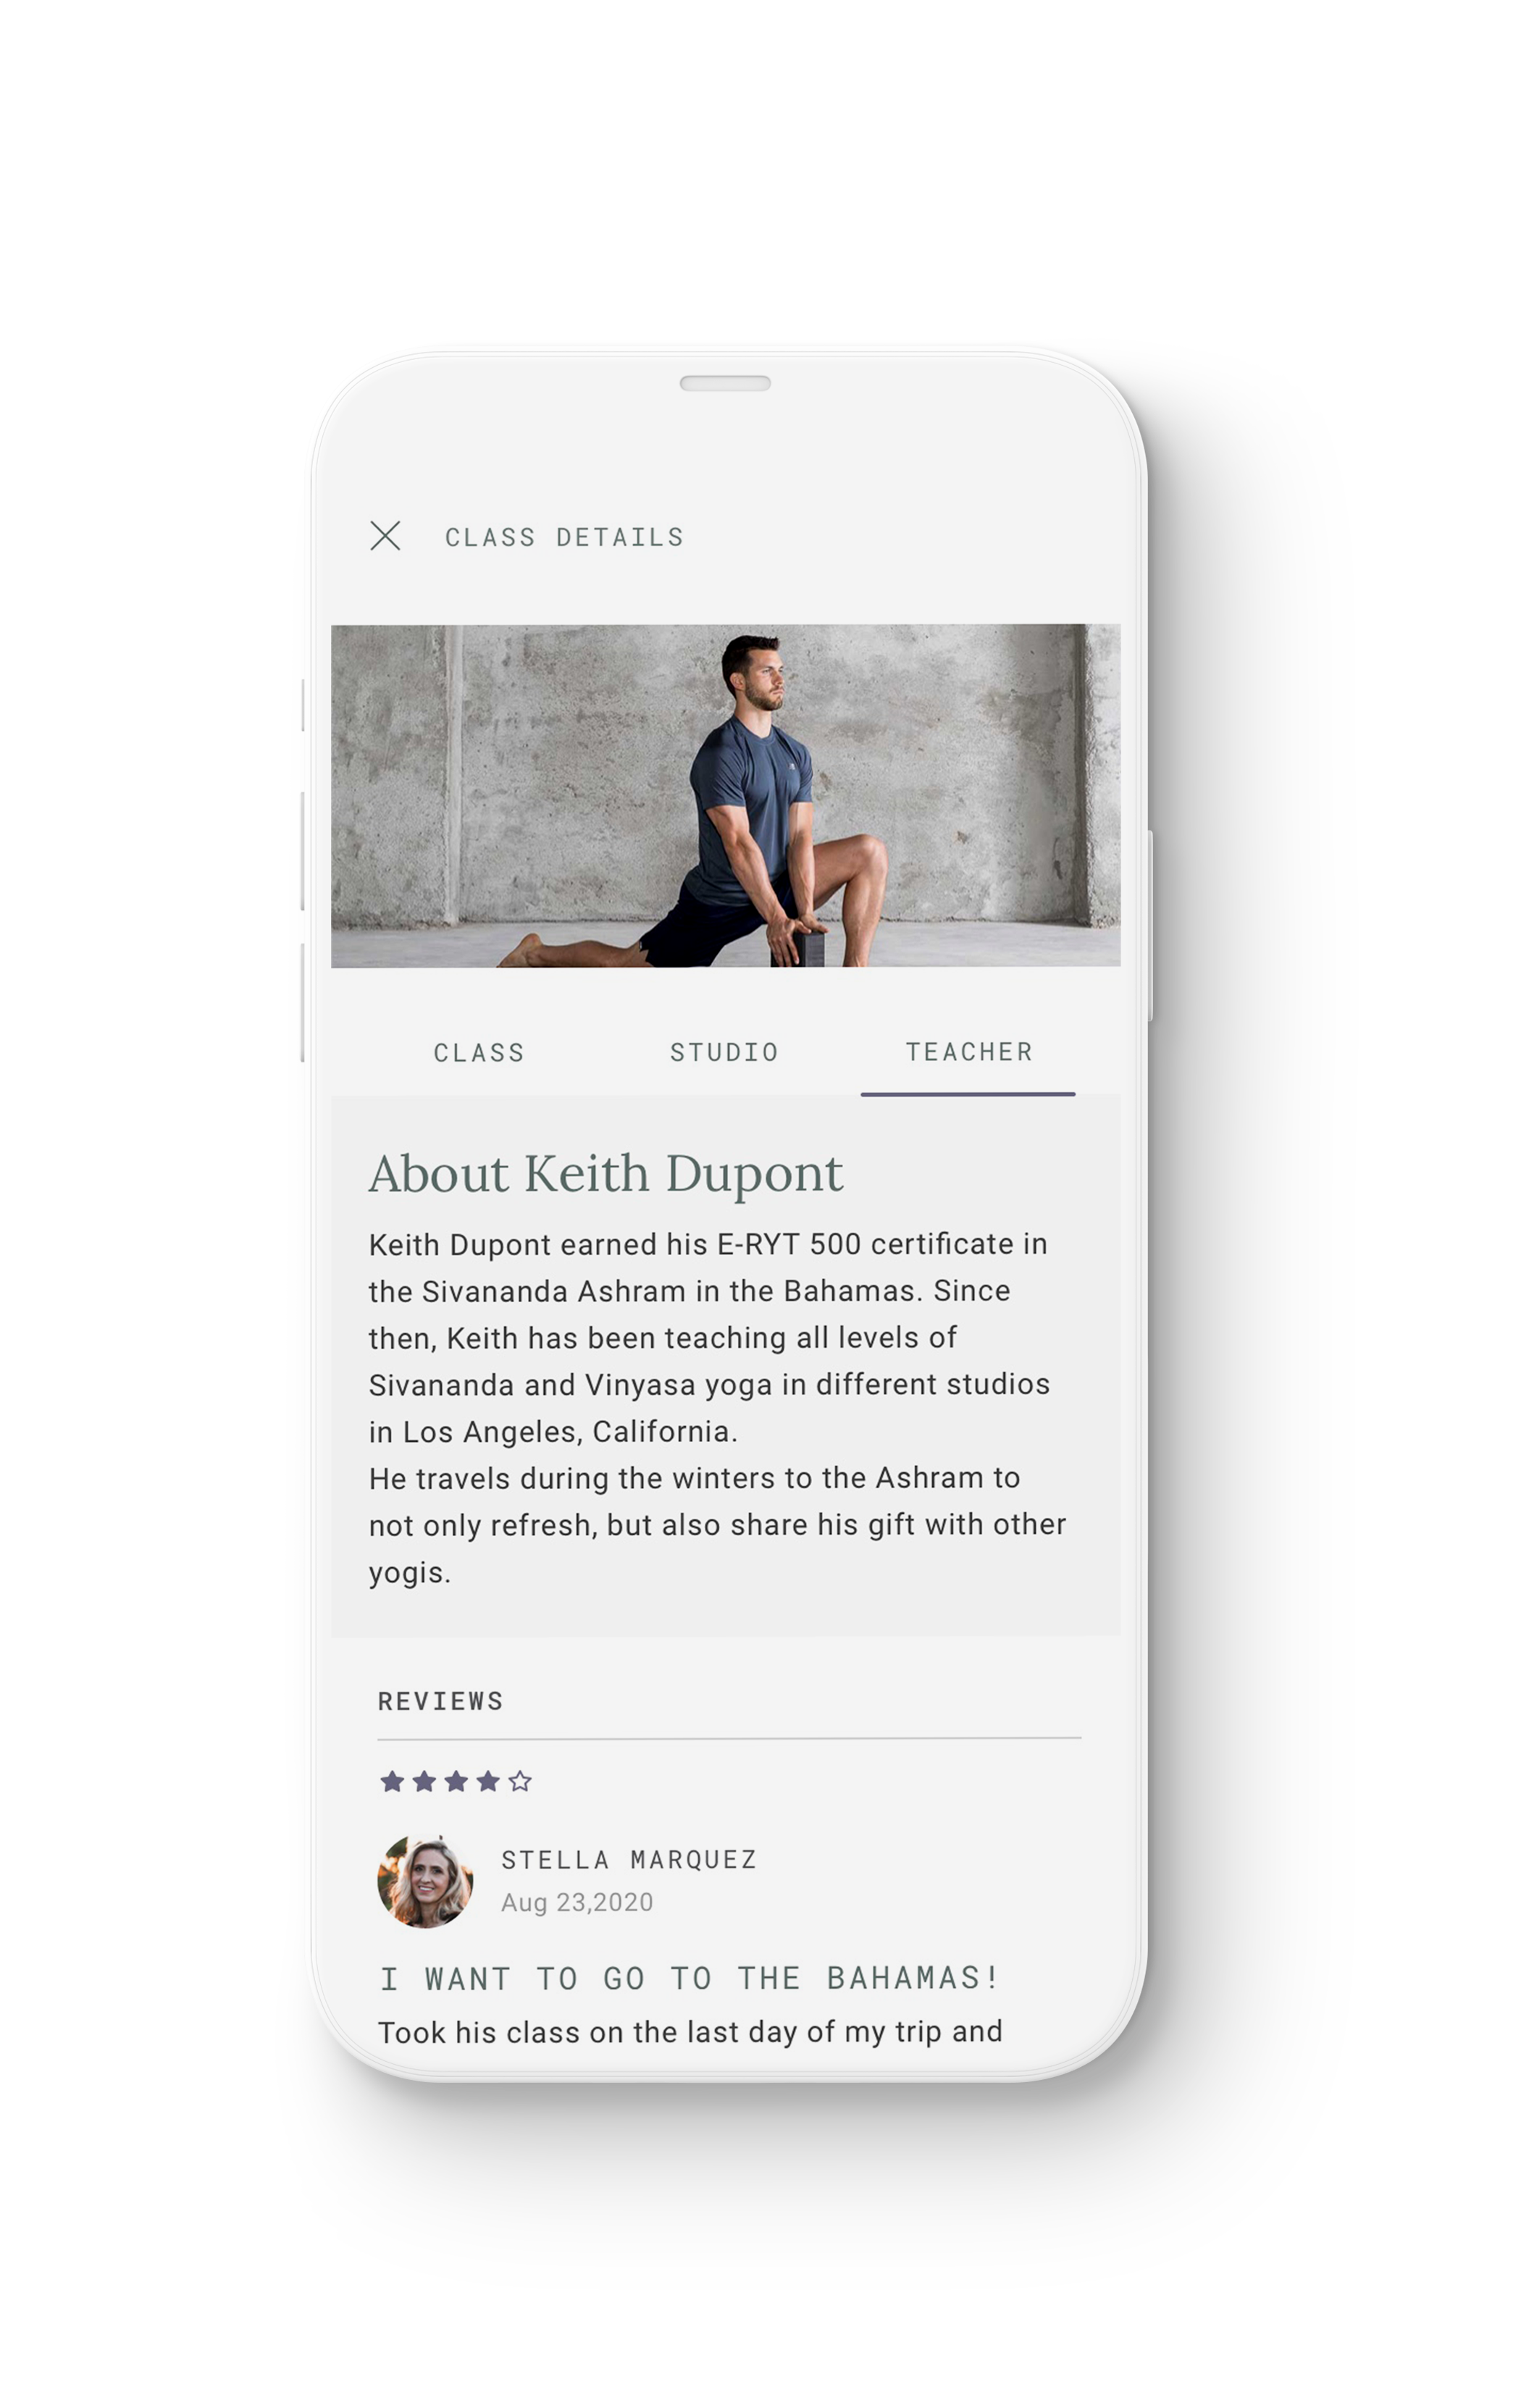 CLASS DETAILS
CLASS STUDIO TEACHER
About Keith Dupont
Keith Dupont earned his E-RYT 500 certificate in
the Sivananda Ashram in the Bahamas. Since
then, Keith has been teaching all levels of
Sivananda and Vinyasa yoga in different studios
in Los Angeles, California.
He travels during the winters to the Ashram to
not only refresh, but also share his gift with other
yogis.
REVIEWS
STELLA MARQUEZ
Aug 23,2020
I WANT TO GO TO THE BAHAMAS!
Took his class on the last day of my trip and